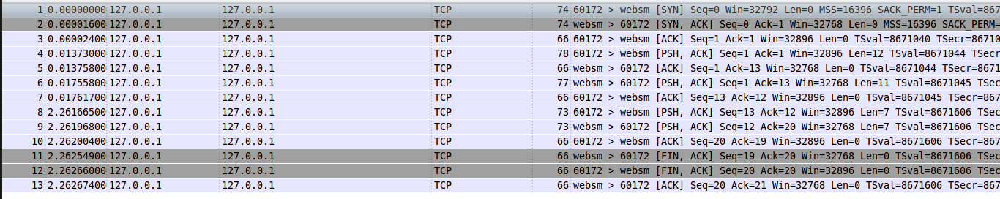 1 0.00000000 127.0.0.1 127.0.0.1 TCP 74 60172 > websm [SYN] Seq=0 Win=32792 Len=0 MSS=16396 SACK_PERM=1 TSval=867
2 0.00001600 127.0.0.1 127.0.0.1 TCP 74 websm > 60172 [SYN, ACK] Seq=0 Ack=1 Win=32768 Len=0 MSS=16396 SACK_PERM=
3 0.00002400 127.0.0.1 127.0.0.1 TCP 66 60172 > websm [ACK] Seq=1 Ack=1 Win=32896 Len=0 TSval=8671040 TSecr=86710
4 0.01373000 127.0.0.1 127.0.0.1 TCP 78 60172 > websm [PSH, ACK] Seq=1 Ack=1 Win=32896 Len=12 TSval=8671044 TSec
5 0.01375800 127.0.0.1 127.0.0.1 TCP 66 websm > 60172 [ACK] Seq=1 Ack=13 Win=32768 Len=0 TSval=8671044 TSecr=8671
6 0.01755800 127.0.0.1 127.0.0.1 TCP 77 websm > 60172 [PSH, ACK] Seq=1 Ack=13 Win=32768 Len=11 TSval=8671045 TSec
7 0.01761700 127.0.0.1 127.0.0.1 TCP 66 60172 > websm [ACK] Seq=13 Ack=12 Win=32896 Len=0 TSval=8671045 TSecr=867
8 2.26166500 127.0.0.1 127.0.0.1 TCP 73 60172 > websm [PSH, ACK] Seq=13 Ack=12 Win=32896 Len=7 TSval=8671606 TSec
9 2.26196800 127.0.0.1 127.0.0.1 TCP 73 websm > 60172 [PSH, ACK] Seq=12 Ack=20 Win=32768 Len=7 TSval=8671606 TSec
10 2.26200400 127.0.0.1 127.0.0.1 TCP 66 60172 > websm [ACK] Seq=20 Ack=19 Win=32896 Len=0 TSval=8671606 TSecr=867
11 2.26254900 127.0.0.1 127.0.0.1 TCP 66 websm > 60172 [FIN, ACK] Seq=19 Ack=20 Win=32768 Len=0 TSval=8671606 TSec
12 2.26266000 127.0.0.1 127.0.0.1 TCP 66 60172 > websm [FIN, ACK] Seq=20 Ack=20 Win=32896 Len=0 TSval=8671606 TSec
13 2.26267400 127.0.0.1 127.0.0.1 TCP 66 websm > 60172 [ACK] Seq=20 Ack=21 Win=32768 Len=0 TSval=8671606 TSecr=867